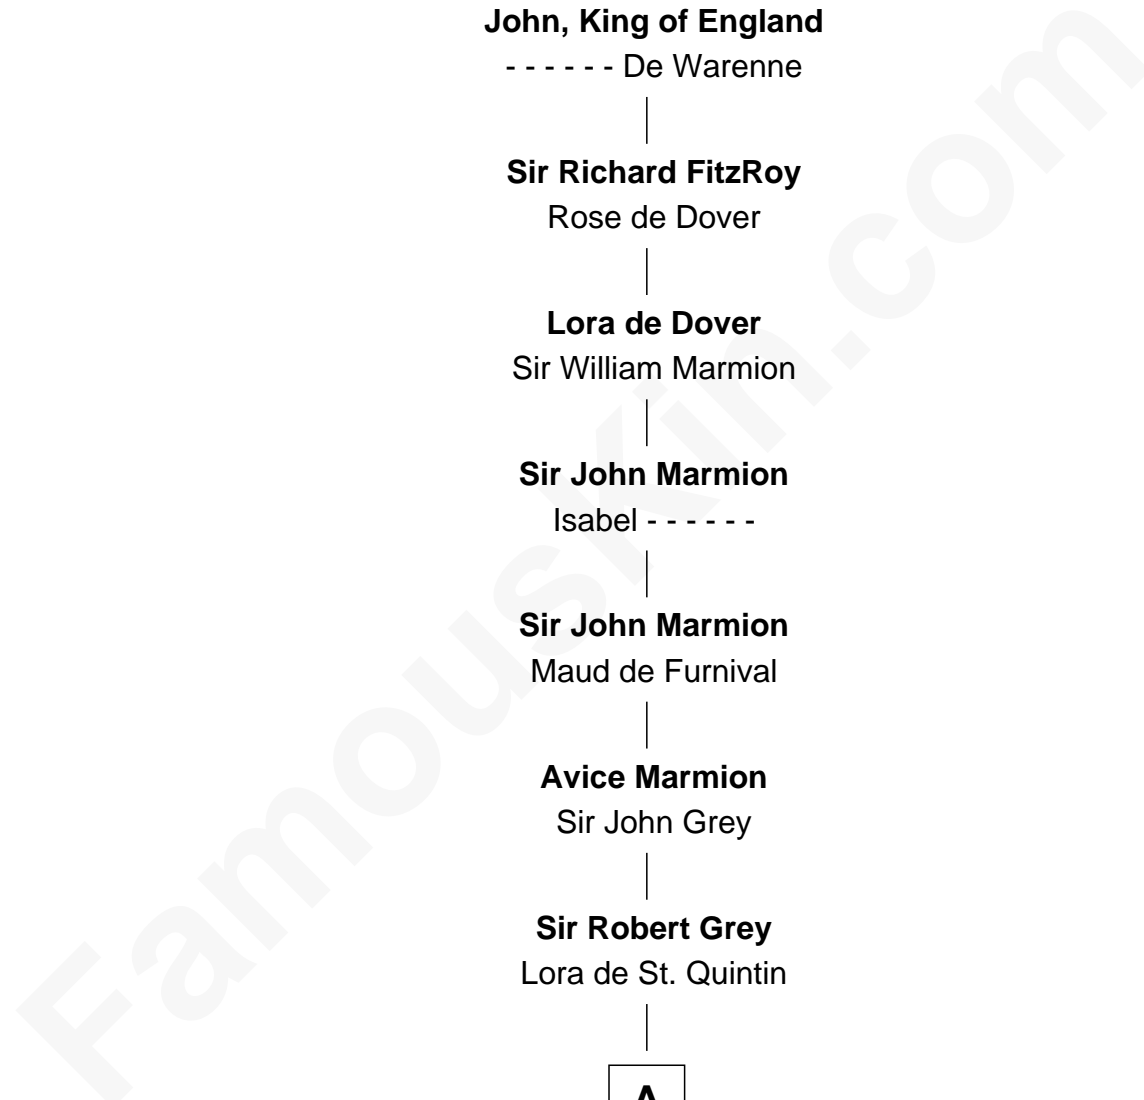 John, King of England
- - - - - - De Warenne
Sir Richard FitzRoy
Rose de Dover
Lora de Dover
Sir William Marmion
Sir John Marmion
Isabel - - - - - -
Sir John Marmion
Maud de Furnival
Avice Marmion
Sir John Grey
Sir Robert Grey
Lora de St. Quintin
A
FamousKin.com